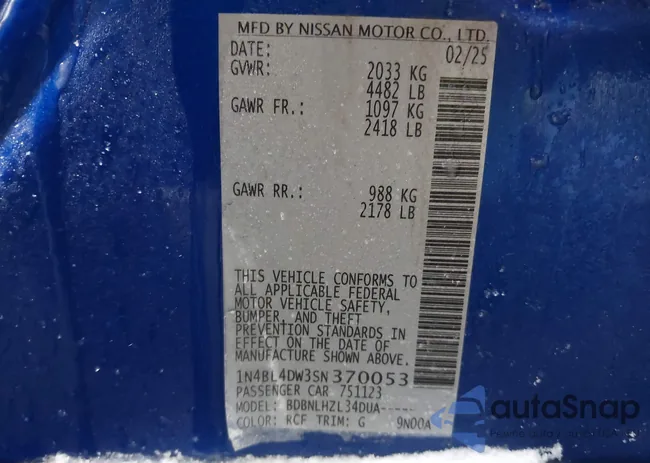 MFD BY NISSAN MOTOR CO., LTD.
DATE: 02/25
GVWR: 2033 KG
4482 LB
GAWR FR.: 1097 KG
2418 LB
GAWR RR.: 988 KG
2178 LB
THIS VEHICLE CONFORMS TO
ALL APPLICABLE FEDERAL
MOTOR VEHICLE SAFETY,
BUMPER, AND THEFT
PREVENTION STANDARDS IN
EFFECT ON THE DATE OF
MANUFACTURE SHOWN ABOVE.
1N4BL4DW3SN370053
PASSENGER CAR 751123
MODEL: BDBNLHZL34DUA-----
COLOR: RCF TRIM: G 9N00A
autaSnap